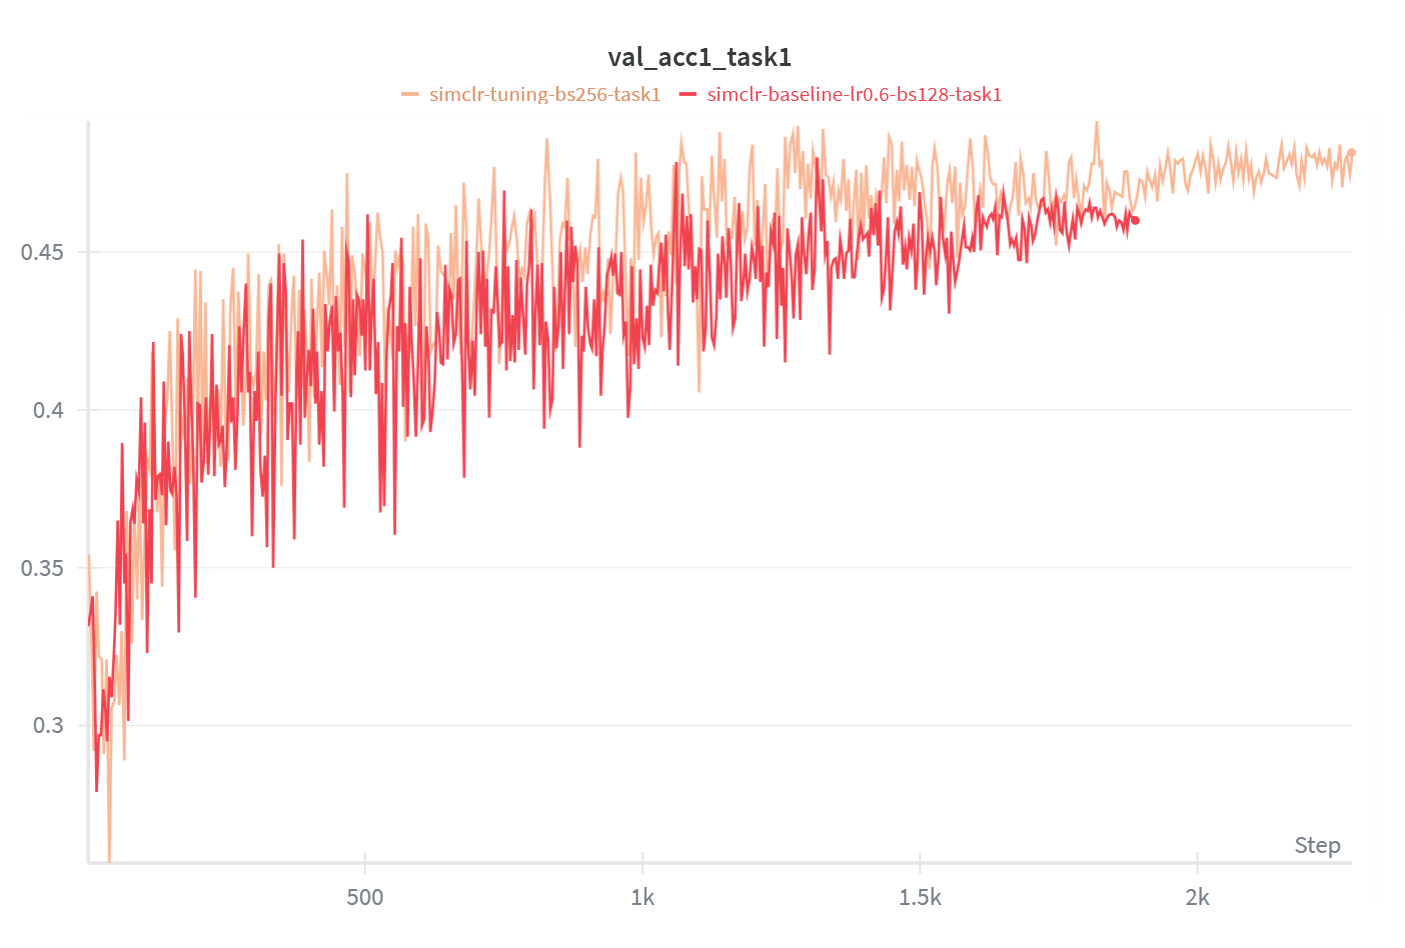 val_acc1_task1
simclr-tuning-bs256-task1 simclr-baseline-lr0.6-bs128-task1
0.45
0.4
0.35
0.3
Step
500 1k 1.5k 2k